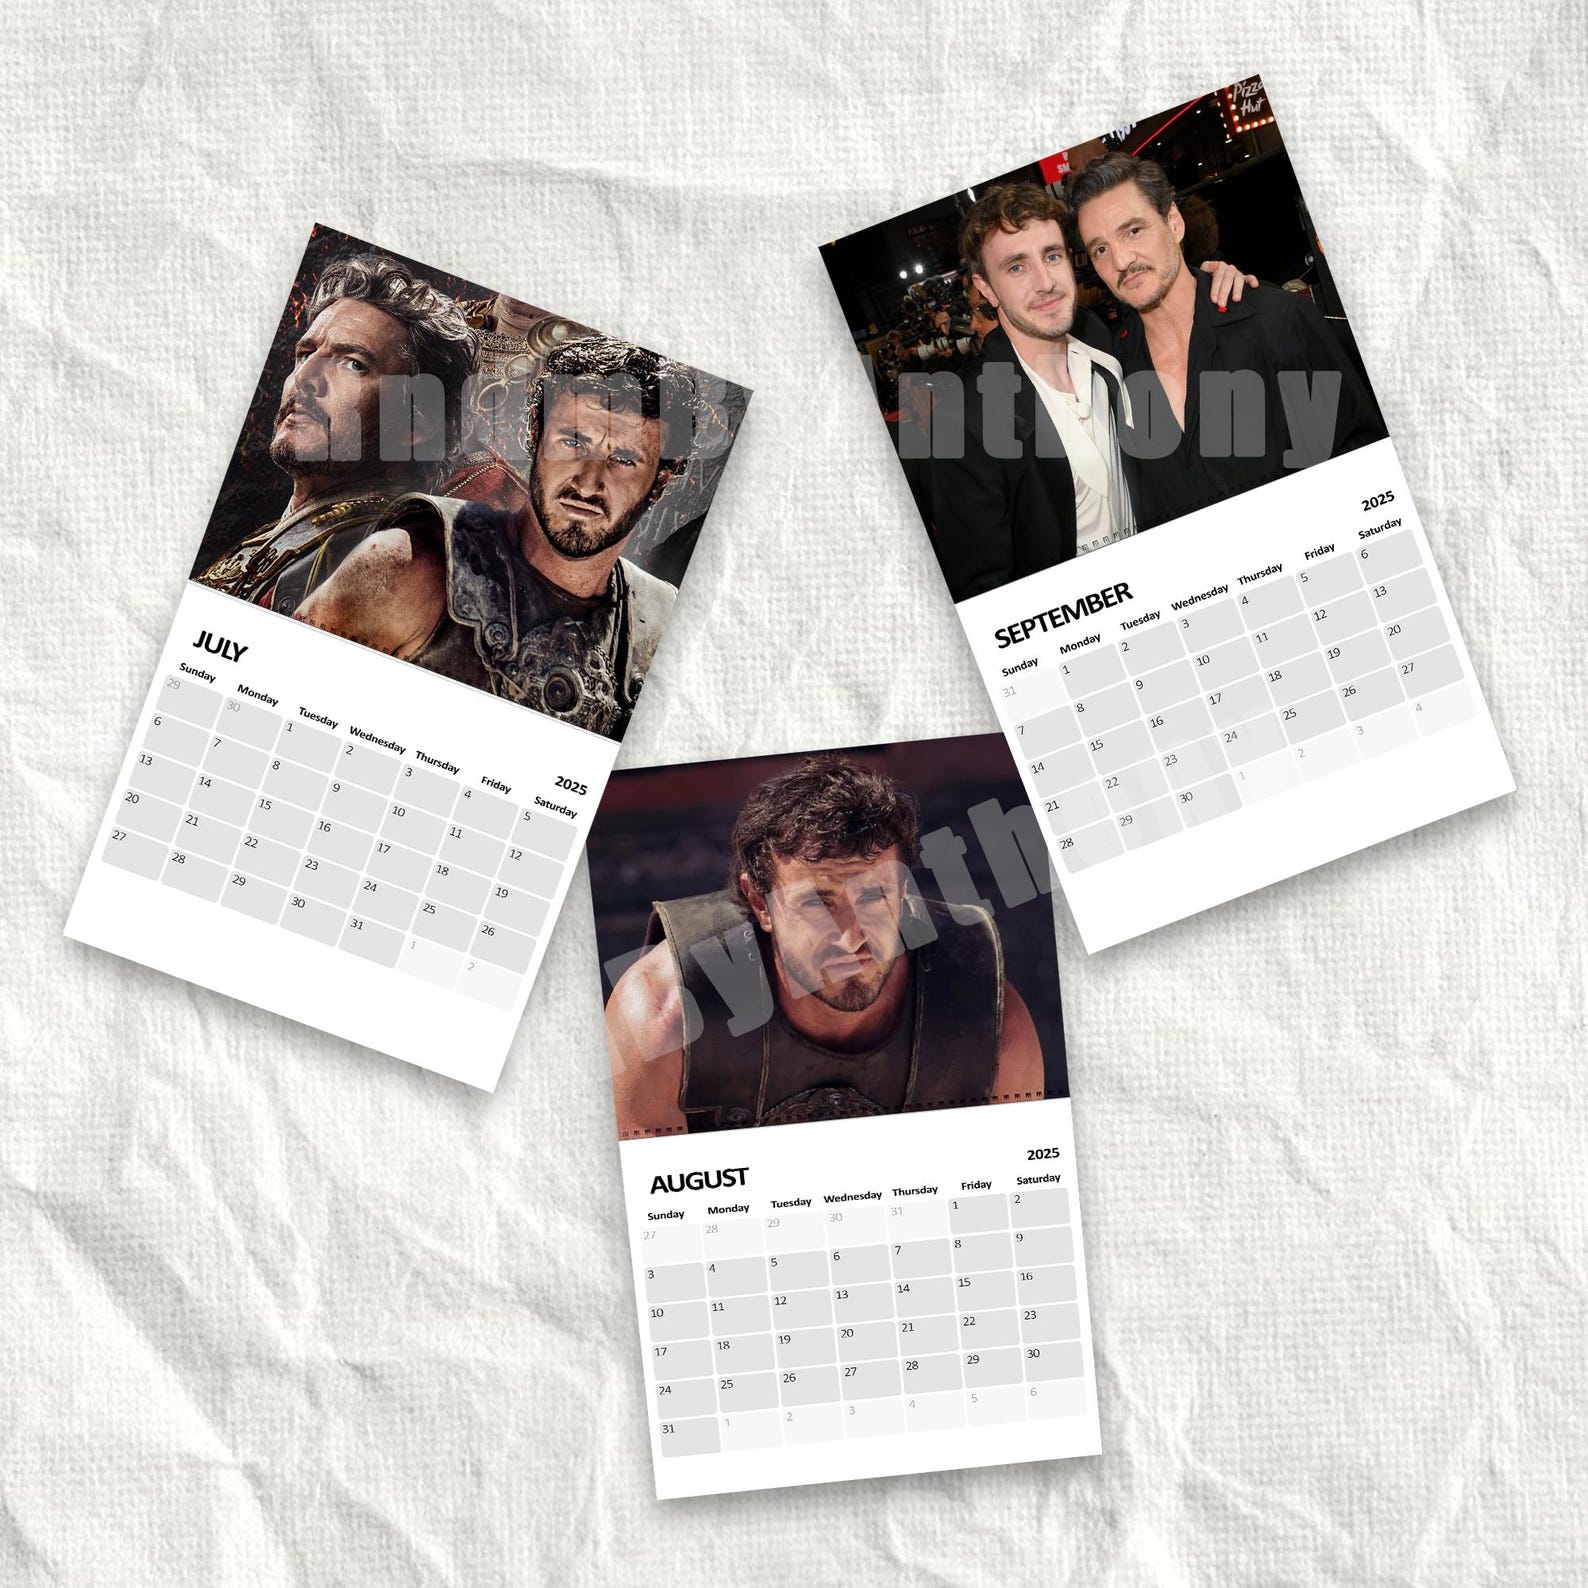 JULY
2025
Sunday Monday Tuesday Wednesday Thursday Friday Saturday
29 30 1 2 3 4 5
6 7 8 9 10 11 12
13 14 15 16 17 18 19
20 21 22 23 24 25 26
27 28 29 30 31 1 2
Pizza
Hut
SEPTEMBER
2025
Sunday Monday Tuesday Wednesday Thursday Friday Saturday
31 1 2 3 4 5 6
7 8 9 10 11 12 13
14 15 16 17 18 19 20
21 22 23 24 25 26 27
28 29 30 1 2 3 4
AUGUST
2025
Sunday Monday Tuesday Wednesday Thursday Friday Saturday
27 28 29 30 31 1 2
3 4 5 6 7 8 9
10 11 12 13 14 15 16
17 18 19 20 21 22 23
24 25 26 27 28 29 30
31 1 2 3 4 5 6